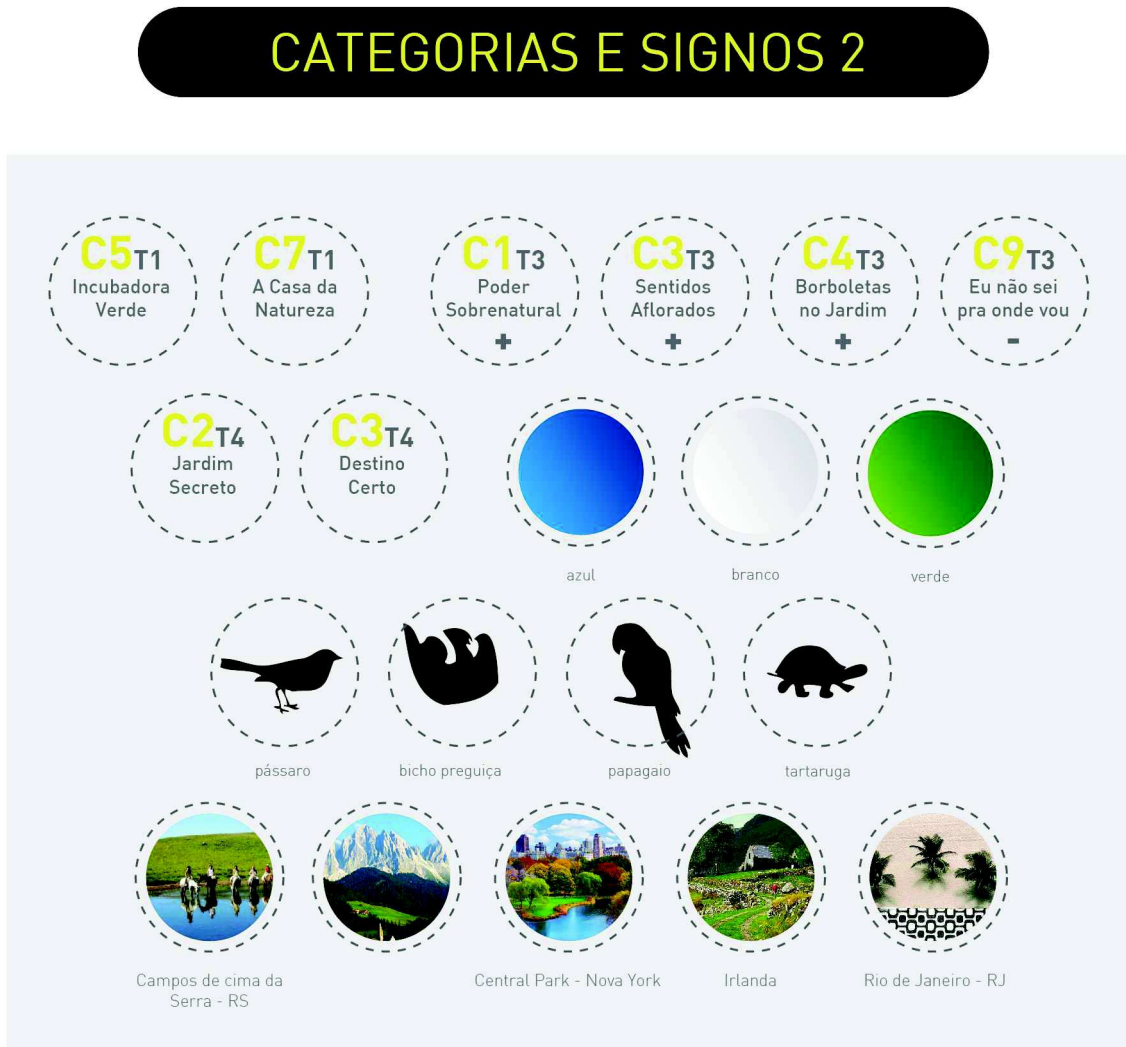 CATEGORIAS E SIGNOS 2
C5T1
Incubadora
Verde
C7T1
A Casa da
Natureza
C1T3
Poder
Sobrenatural
+
C3T3
Sentidos
Aflorados
+
C4T3
Borboletas
no Jardim
+
C9T3
Eu não sei
pra onde vou
-
C2T4
Jardim
Secreto
C3T4
Destino
Certo
azul
branco
verde
pássaro
bicho preguiça
papagaio
tartaruga
Campos de cima da
Serra - RS
Central Park - Nova York
Irlanda
Rio de Janeiro - RJ